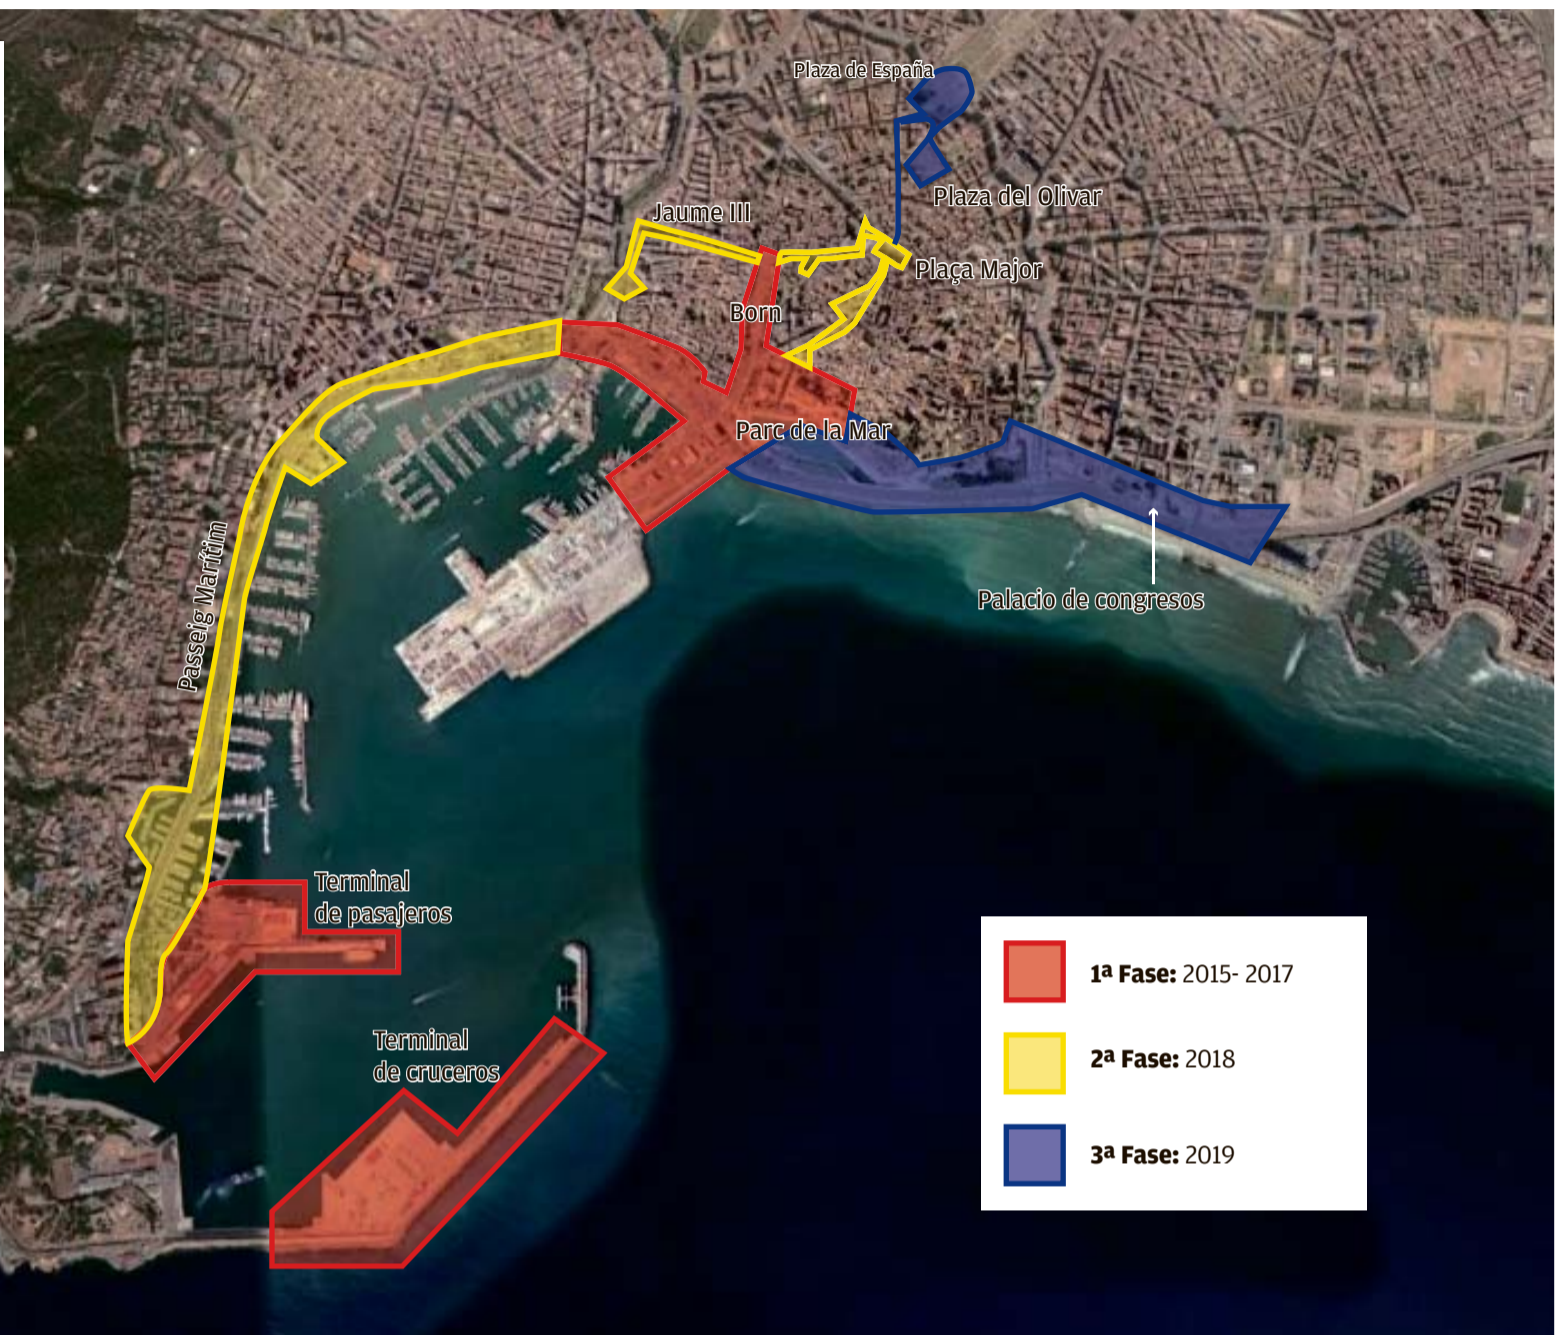 Plaza de España
Plaza del Olivar
Jaume III
Plaça Major
Born
Parc de la Mar
Passeig Marítim
Palacio de congresos
Terminal
de pasajeros
Terminal
de cruceros
1ª Fase: 2015- 2017
2ª Fase: 2018
3ª Fase: 2019